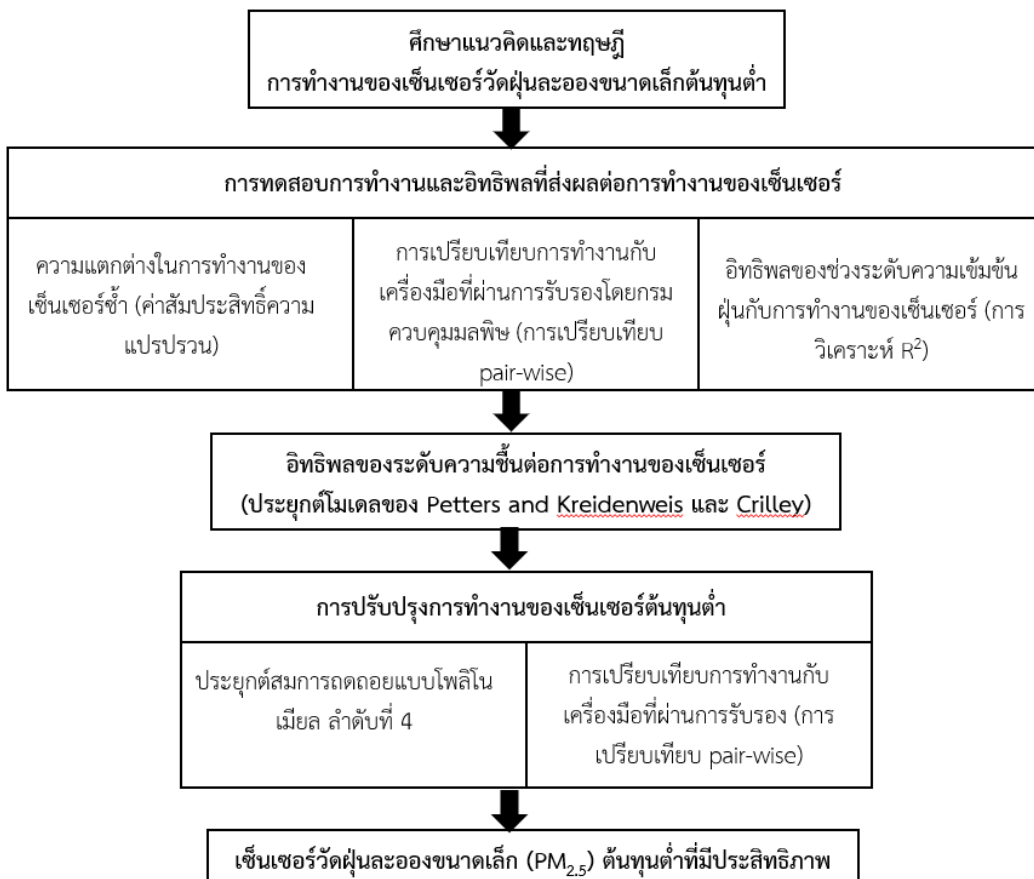 ศึกษาแนวคิดและทฤษฎี
การทำงานของเซ็นเซอร์วัดฝุ่นละอองขนาดเล็กต้นทุนต่ำ
การทดสอบการทำงานและอิทธิพลที่ส่งผลต่อการทำงานของเซ็นเซอร์
ความแตกต่างในการทำงานของ
เซ็นเซอร์ซ้ำ (ค่าสัมประสิทธิ์ความ
แปรปรวน)
การเปรียบเทียบการทำงานกับ
เครื่องมือที่ผ่านการรับรองโดยกรม
ควบคุมมลพิษ (การเปรียบเทียบ
pair-wise)
อิทธิพลของช่วงระดับความเข้มข้น
ฝุ่นกับการทำงานของเซ็นเซอร์ (การ
วิเคราะห์ R²)
อิทธิพลของระดับความชื้นต่อการทำงานของเซ็นเซอร์
(ประยุกต์โมเดลของ Petters and Kreidenweis และ Crilley)
การปรับปรุงการทำงานของเซ็นเซอร์ต้นทุนต่ำ
ประยุกต์สมการถดถอยแบบโพลิโน
เมียล ลำดับที่ 4
การเปรียบเทียบการทำงานกับ
เครื่องมือที่ผ่านการรับรอง (การ
เปรียบเทียบ pair-wise)
เซ็นเซอร์วัดฝุ่นละอองขนาดเล็ก (PM₂.₅) ต้นทุนต่ำที่มีประสิทธิภาพ